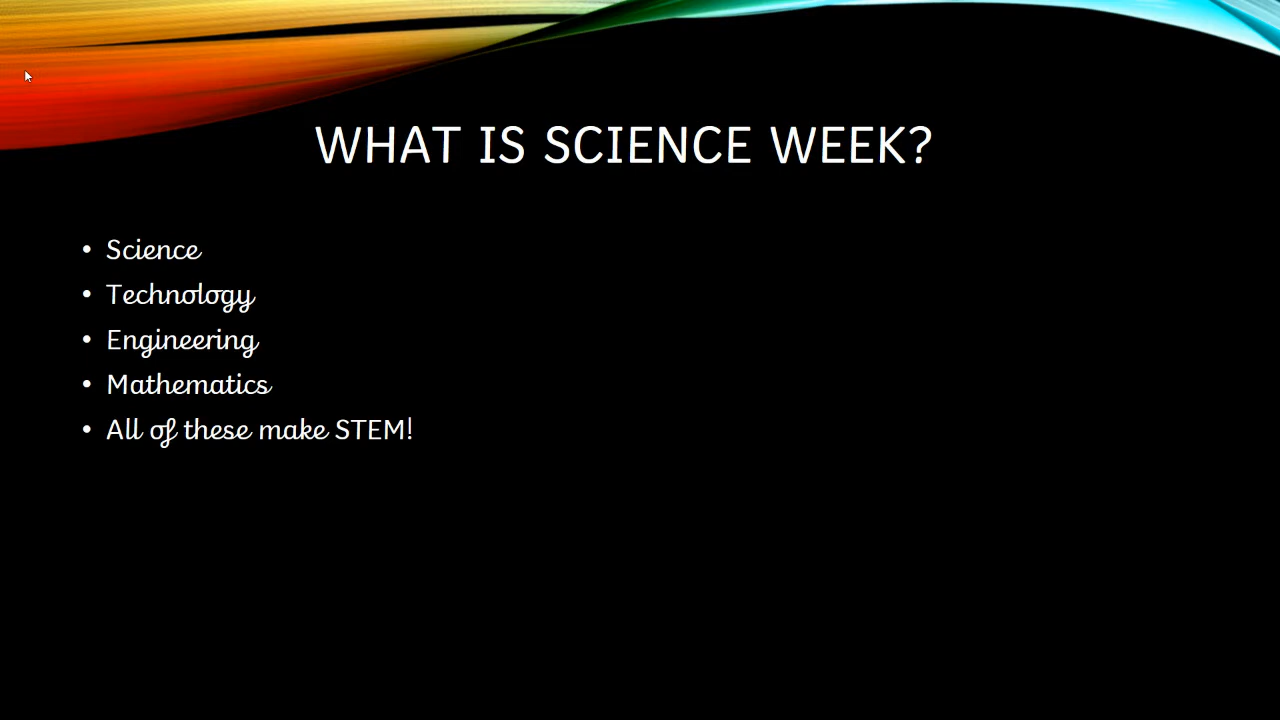 WHAT IS SCIENCE WEEK?
• Science
• Technology
• Engineering
• Mathematics
• All of these make STEM!